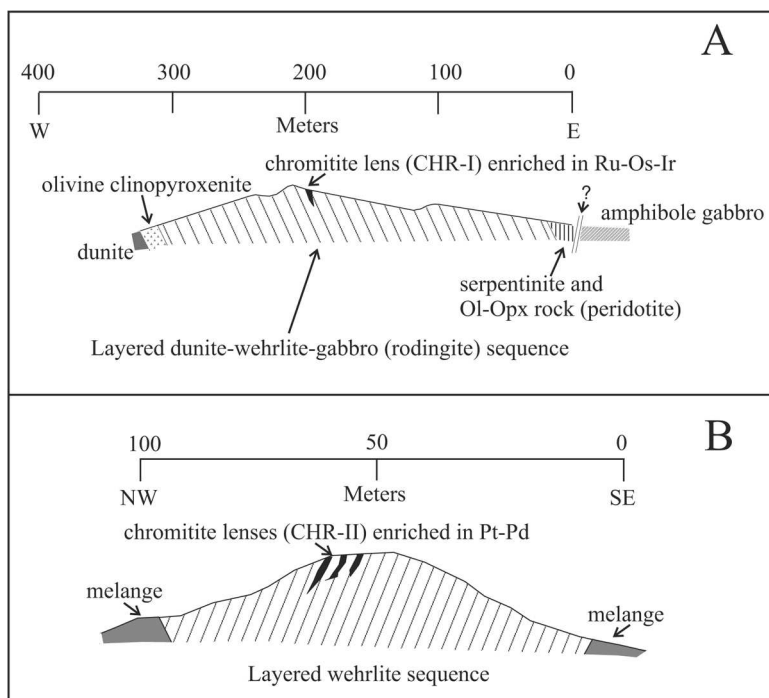 A
400 300 200 100 0
W Meters E
chromitite lens (CHR-I) enriched in Ru-Os-Ir
olivine clinopyroxenite
?
amphibole gabbro
dunite
serpentinite and
Ol-Opx rock (peridotite)
Layered dunite-wehrlite-gabbro (rodingite) sequence
B
100 50 0
NW Meters SE
chromitite lenses (CHR-II) enriched in Pt-Pd
melange
melange
Layered wehrlite sequence